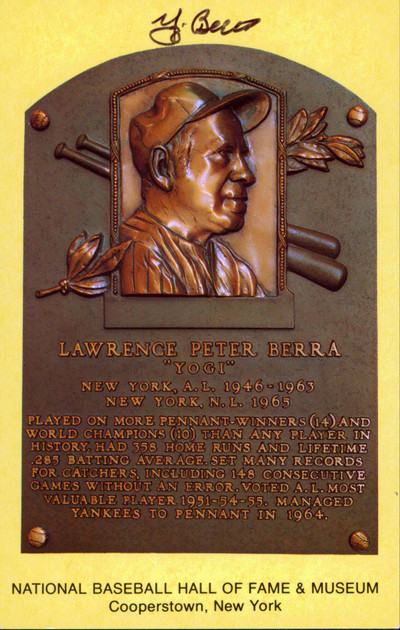 Y. Berra
LAWRENCE PETER BERRA
"YOGI"
NEW YORK, A.L. 1946-1963
NEW YORK, N.L. 1965
PLAYED ON MORE PENNANT-WINNERS (14) AND
WORLD CHAMPIONS (10) THAN ANY PLAYER IN
HISTORY. HAD 358 HOME RUNS AND LIFETIME
.285 BATTING AVERAGE. SET MANY RECORDS
FOR CATCHERS, INCLUDING 148 CONSECUTIVE
GAMES WITHOUT AN ERROR. VOTED A.L. MOST
VALUABLE PLAYER 1951-54-55. MANAGED
YANKEES TO PENNANT IN 1964.
NATIONAL BASEBALL HALL OF FAME & MUSEUM
Cooperstown, New York